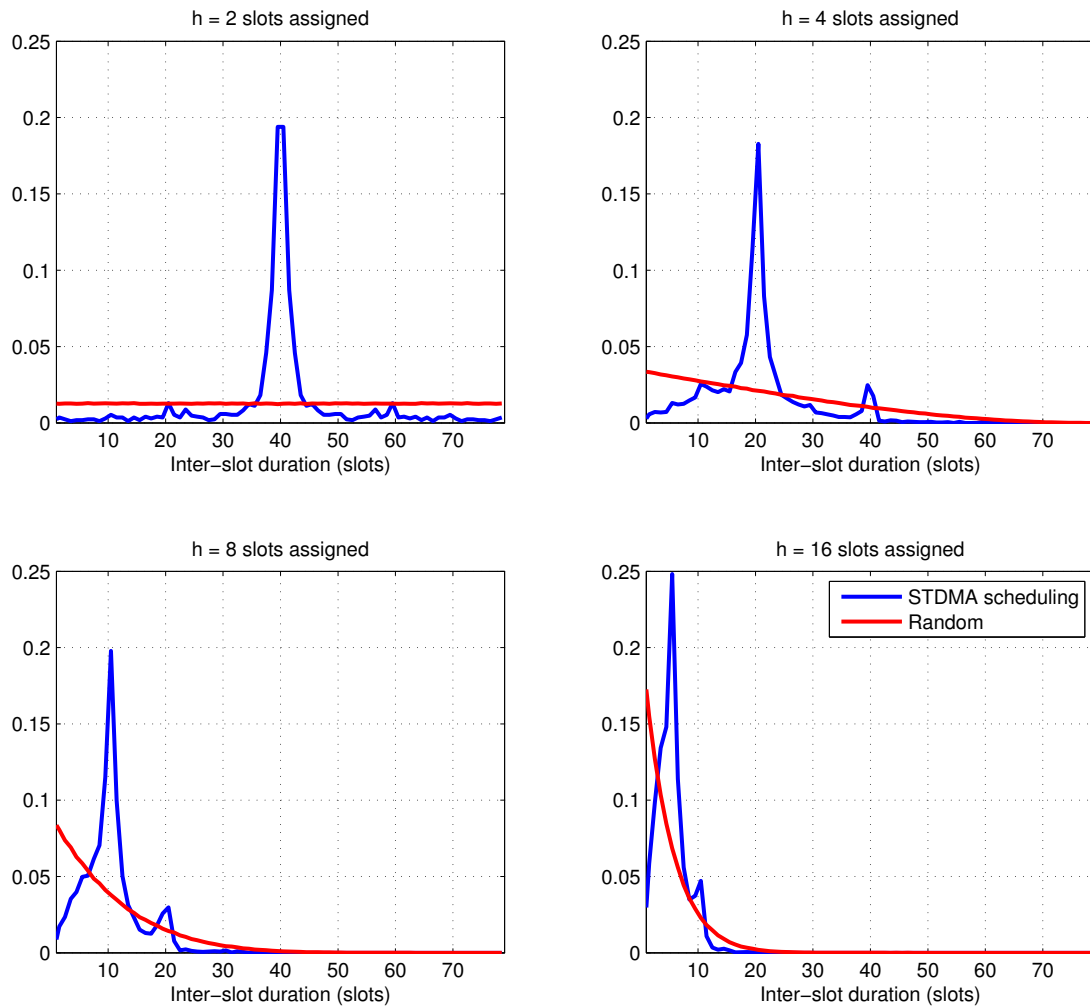 h = 2 slots assigned
0.25
0.2
0.15
0.1
0.05
0
10 20 30 40 50 60 70
Inter−slot duration (slots)
h = 4 slots assigned
0.25
0.2
0.15
0.1
0.05
0
10 20 30 40 50 60 70
Inter−slot duration (slots)
h = 8 slots assigned
0.25
0.2
0.15
0.1
0.05
0
10 20 30 40 50 60 70
Inter−slot duration (slots)
h = 16 slots assigned
0.25
0.2
0.15
0.1
0.05
0
STDMA scheduling
Random
10 20 30 40 50 60 70
Inter−slot duration (slots)